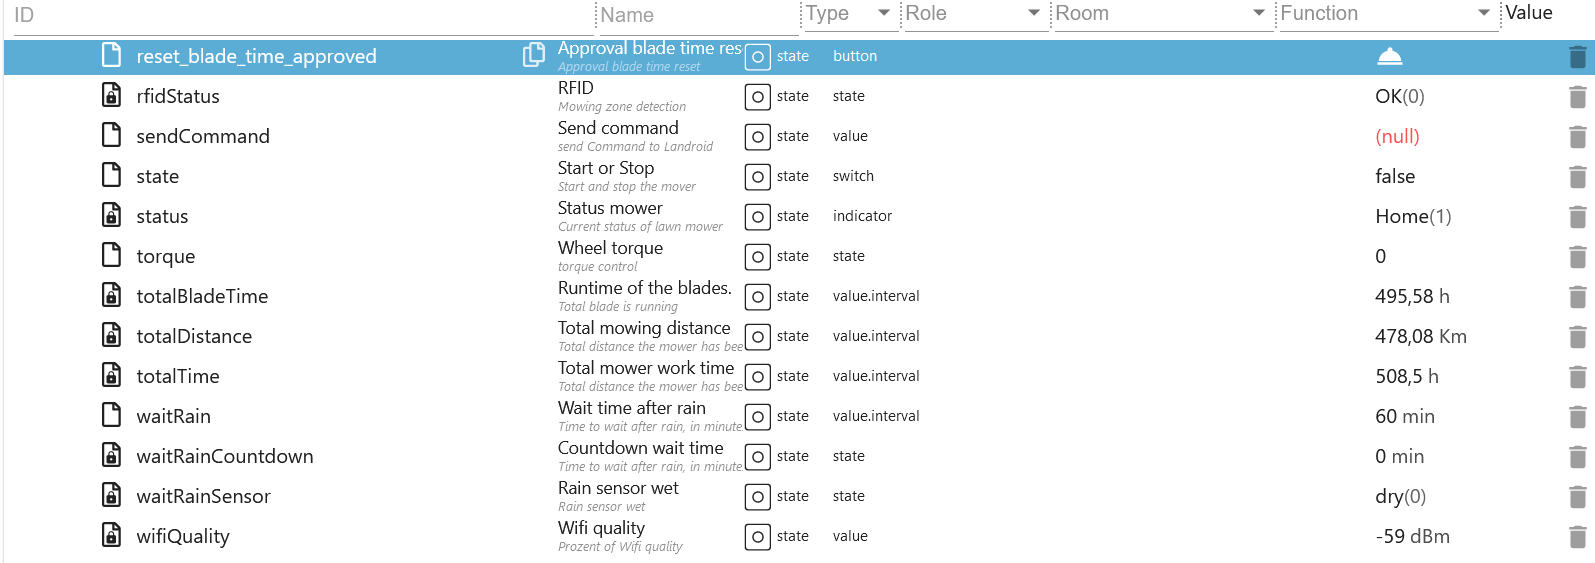 ID Name Type Role Room Function Value
reset_blade_time_approved Approval blade time res state button
Approval blade time reset
rfidStatus RFID state state OK(0)
Mowing zone detection
sendCommand Send command state value (null)
send Command to Landroid
state Start or Stop state switch false
Start and stop the mover
status Status mower state indicator Home(1)
Current status of lawn mower
torque Wheel torque state state 0
torque control
totalBladeTime Runtime of the blades. state value.interval 495,58 h
Total blade is running
totalDistance Total mowing distance state value.interval 478,08 Km
Total distance the mower has bee
totalTime Total mower work time state value.interval 508,5 h
Total distance the mower has bee
waitRain Wait time after rain state value.interval 60 min
Time to wait after rain, in minute.
waitRainCountdown Countdown wait time state state 0 min
Time to wait after rain, in minute.
waitRainSensor Rain sensor wet state state dry(0)
Rain sensor wet
wifiQuality Wifi quality state value -59 dBm
Prozent of Wifi quality